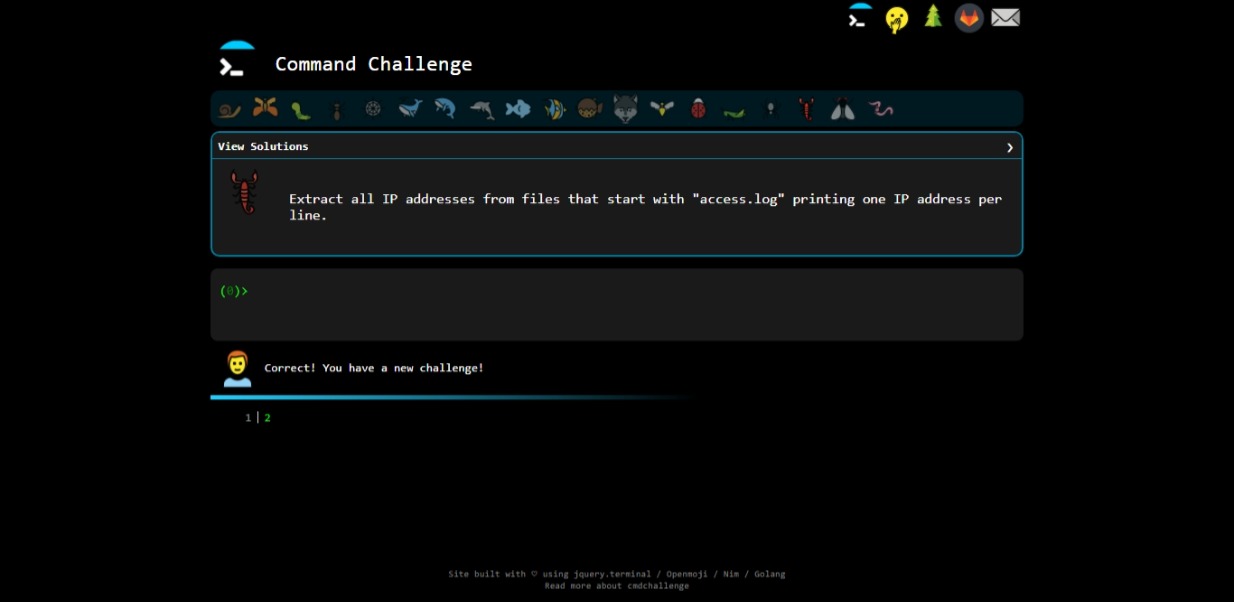 Command Challenge
View Solutions
Extract all IP addresses from files that start with "access.log" printing one IP address per
line.
(0)>
Correct! You have a new challenge!
1
2
Site built with ♡ using jquery.terminal / Openmoji / Nim / Golang
Read more about cmdchallenge